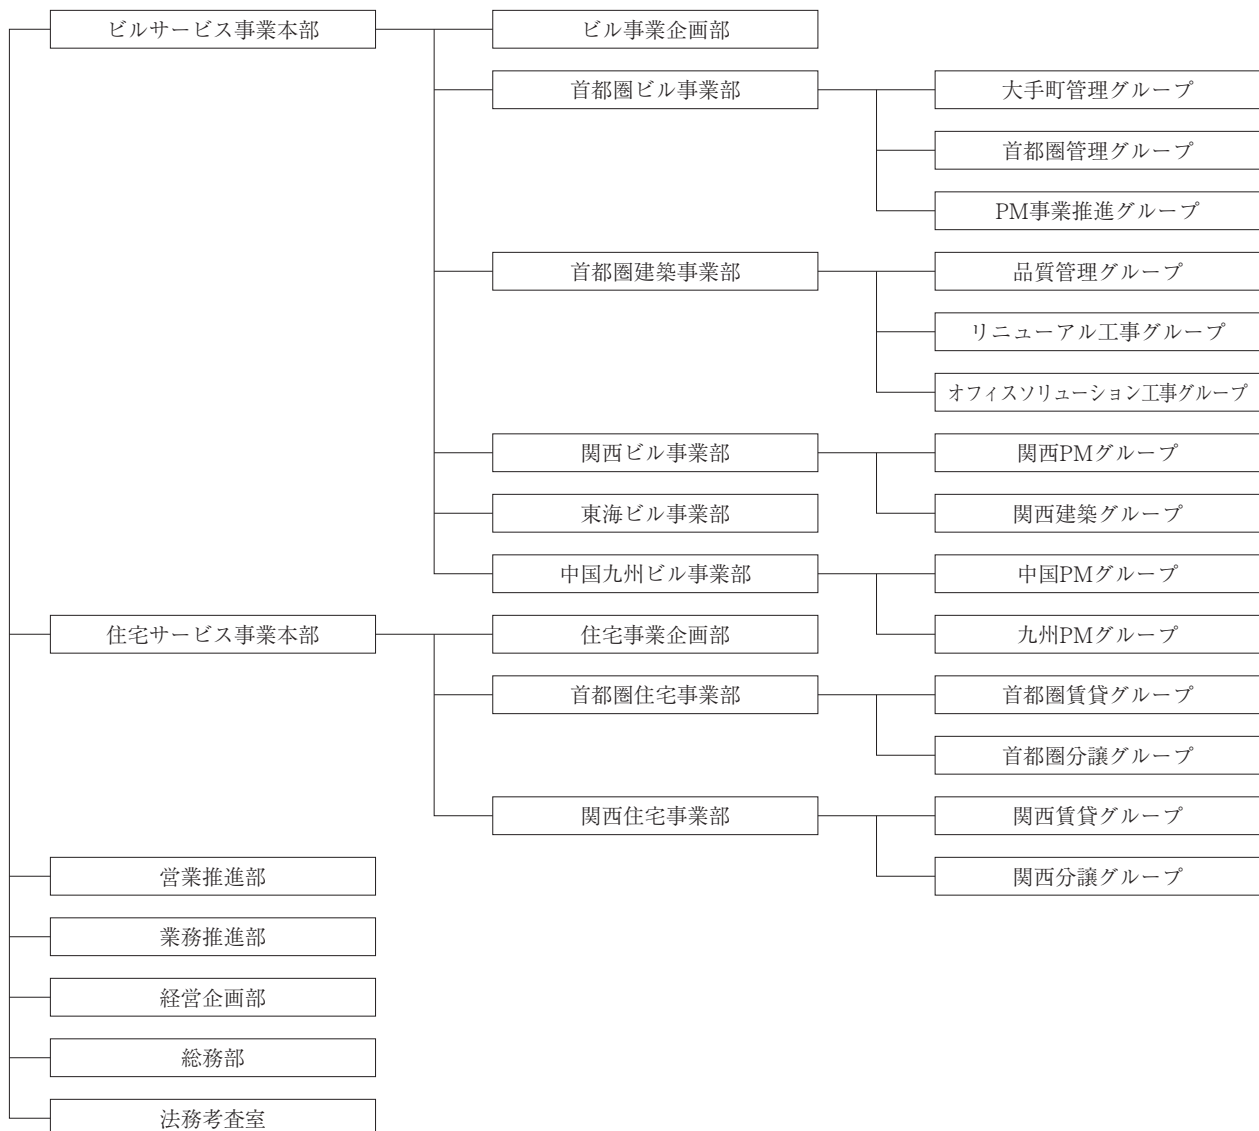 ビルサービス事業本部
ビル事業企画部
首都圏ビル事業部
大手町管理グループ
首都圏管理グループ
PM事業推進グループ
首都圏建築事業部
品質管理グループ
リニューアル工事グループ
オフィスソリューション工事グループ
関西ビル事業部
関西PMグループ
関西建築グループ
東海ビル事業部
中国九州ビル事業部
中国PMグループ
九州PMグループ
住宅サービス事業本部
住宅事業企画部
首都圏住宅事業部
首都圏賃貸グループ
首都圏分譲グループ
関西住宅事業部
関西賃貸グループ
関西分譲グループ
営業推進部
業務推進部
経営企画部
総務部
法務考査室